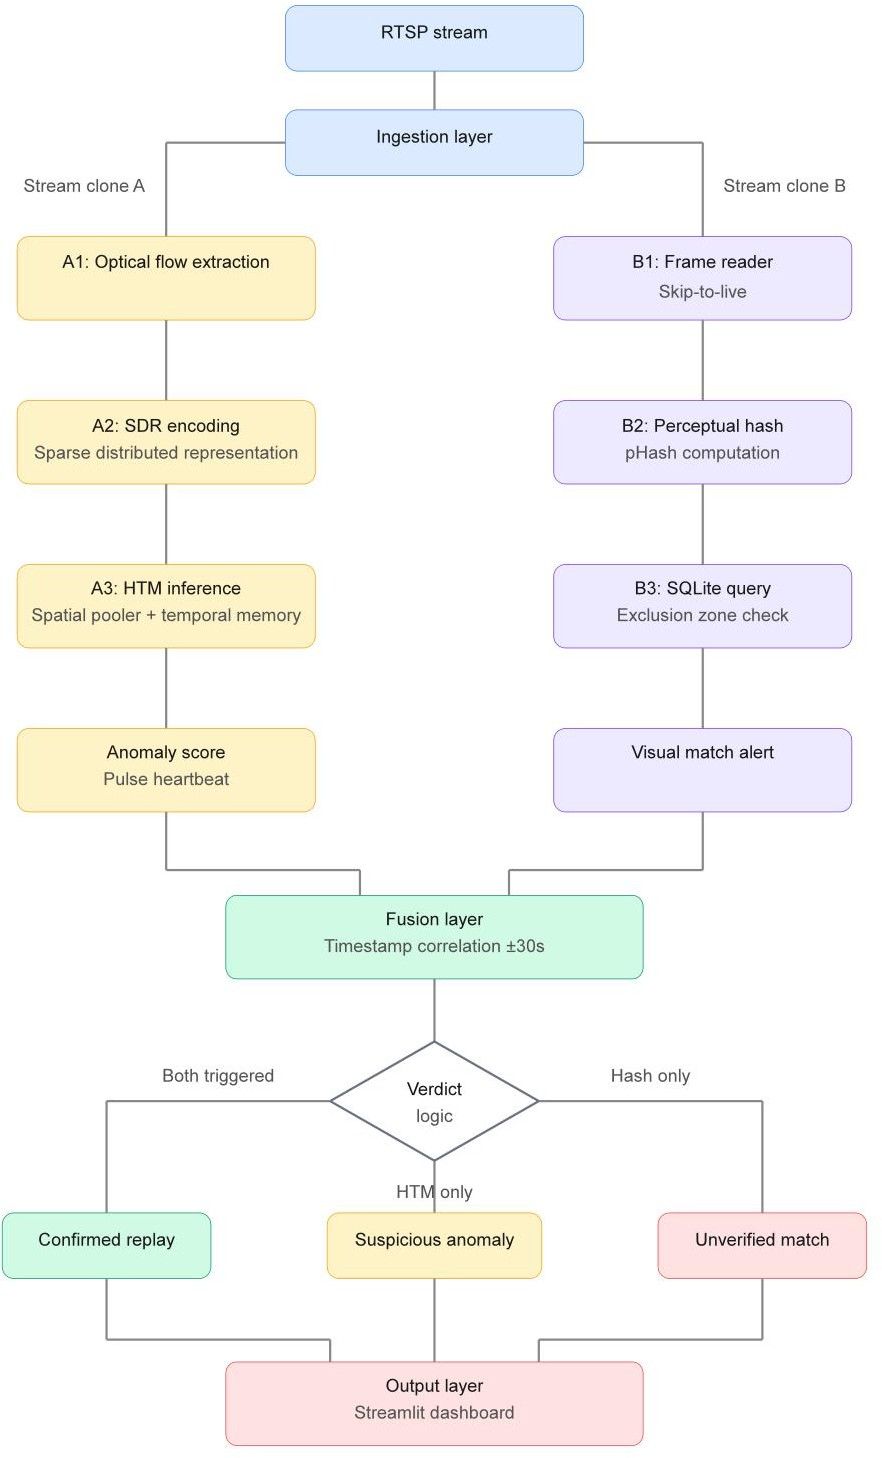 RTSP stream
Ingestion layer
Stream clone A
Stream clone B
A1: Optical flow extraction
B1: Frame reader
Skip-to-live
A2: SDR encoding
Sparse distributed representation
B2: Perceptual hash
pHash computation
A3: HTM inference
Spatial pooler + temporal memory
B3: SQLite query
Exclusion zone check
Anomaly score
Pulse heartbeat
Visual match alert
Fusion layer
Timestamp correlation ±30s
Both triggered
Verdict
logic
Hash only
HTM only
Confirmed replay
Suspicious anomaly
Unverified match
Output layer
Streamlit dashboard